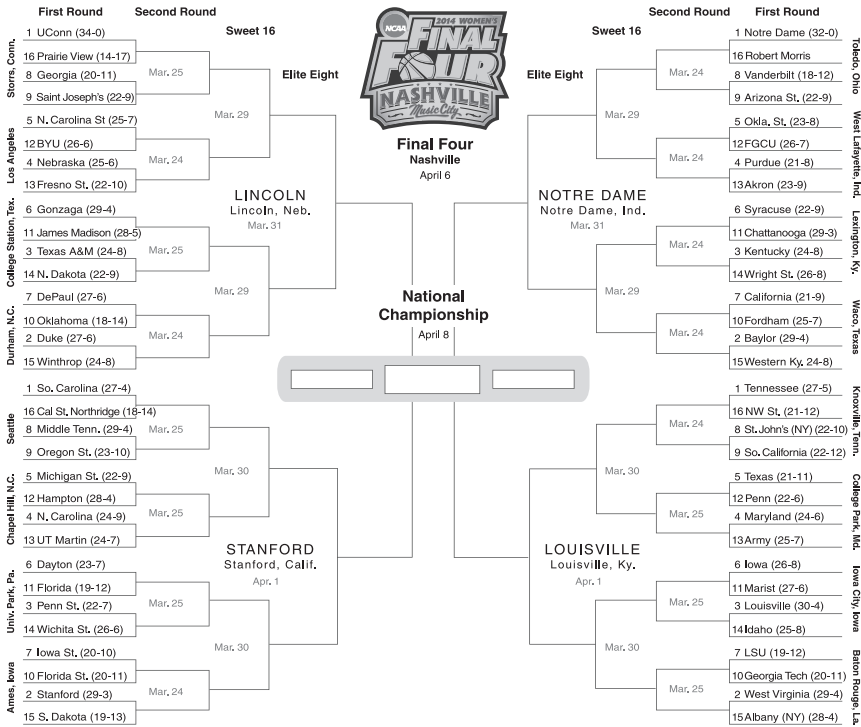 First Round
Second Round
Sweet 16
Elite Eight
NCAA
2014 WOMEN'S
FINAL
FOUR
NASHVILLE
Music City
Final Four
Nashville
April 6
Sweet 16
Elite Eight
Second Round
First Round
Storrs, Conn.
1 UConn (34-0)
16 Prairie View (14-17)
Mar. 25
8 Georgia (20-11)
9 Saint Joseph's (22-9)
Mar. 29
Los Angeles
5 N. Carolina St (25-7)
12 BYU (26-6)
Mar. 24
4 Nebraska (25-6)
13 Fresno St. (22-10)
LINCOLN
Lincoln, Neb.
Mar. 31
College Station, Tex.
6 Gonzaga (29-4)
11 James Madison (28-5)
Mar. 25
3 Texas A&M (24-8)
14 N. Dakota (22-9)
Mar. 29
Durham, N.C.
7 DePaul (27-6)
10 Oklahoma (18-14)
Mar. 24
2 Duke (27-6)
15 Winthrop (24-8)
National
Championship
April 8
Seattle
1 So. Carolina (27-4)
16 Cal St. Northridge (18-14)
Mar. 25
8 Middle Tenn. (29-4)
9 Oregon St. (23-10)
Mar. 30
Chapel Hill, N.C.
5 Michigan St. (22-9)
12 Hampton (28-4)
Mar. 25
4 N. Carolina (24-9)
13 UT Martin (24-7)
STANFORD
Stanford, Calif.
Apr. 1
Univ. Park, Pa.
6 Dayton (23-7)
11 Florida (19-12)
Mar. 25
3 Penn St. (22-7)
14 Wichita St. (26-6)
Mar. 30
Ames, Iowa
7 Iowa St. (20-10)
10 Florida St. (20-11)
Mar. 24
2 Stanford (29-3)
15 S. Dakota (19-13)
Toledo, Ohio
1 Notre Dame (32-0)
16 Robert Morris
Mar. 24
8 Vanderbilt (18-12)
9 Arizona St. (22-9)
Mar. 29
West Lafayette, Ind.
5 Okla. St (23-8)
12 FGCU (26-7)
Mar. 24
4 Purdue (21-8)
13 Akron (23-9)
NOTRE DAME
Notre Dame, Ind.
Mar. 31
Lexington, Ky.
6 Syracuse (22-9)
11 Chattanooga (29-3)
Mar. 24
3 Kentucky (24-8)
14 Wright St. (26-8)
Mar. 29
Waco, Texas
7 California (21-9)
10 Fordham (25-7)
Mar. 24
2 Baylor (29-4)
15 Western Ky. 24-8)
Knoxville, Tenn.
1 Tennessee (27-5)
16 NW St. (21-12)
Mar. 24
8 St. John's (NY) (22-10)
9 So. California (22-12)
Mar. 30
College Park, Md.
5 Texas (21-11)
12 Penn (22-6)
Mar. 25
4 Maryland (24-6)
13 Army (25-7)
LOUISVILLE
Louisville, Ky.
Apr. 1
Iowa City, Iowa
6 Iowa (26-8)
11 Marist (27-6)
Mar. 25
3 Louisville (30-4)
14 Idaho (25-8)
Mar. 30
Baton Rouge, La.
7 LSU (19-12)
10 Georgia Tech (20-11)
Mar. 25
2 West Virginia (29-4)
15 Albany (NY) (28-4)